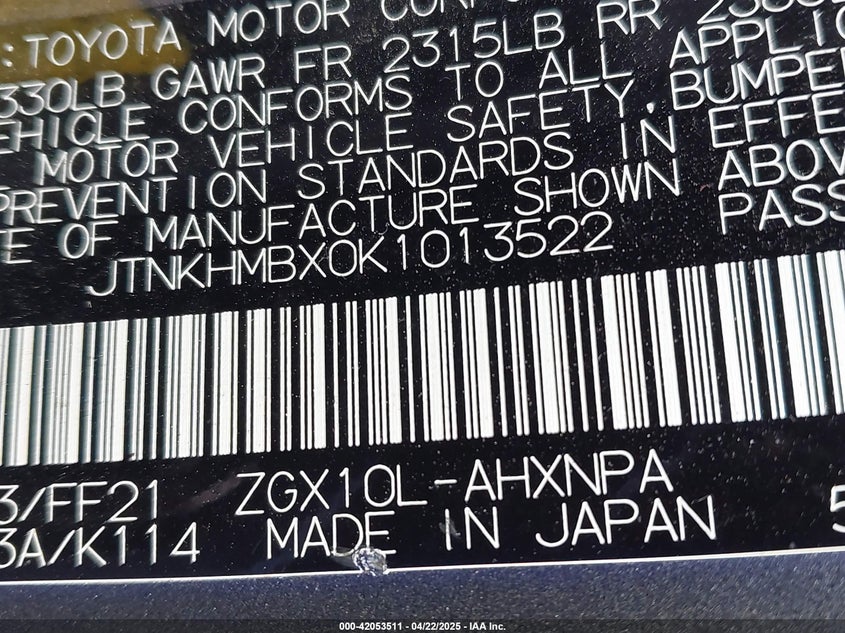 : TOYOTA MOTOR
330LB GAWR FR 2315LB RR
EHICLE CONFORMS TO ALL APPLIC
MOTOR VEHICLE SAFETY, BUMPER
PREVENTION STANDARDS IN EFFE
E OF MANUFACTURE SHOWN ABOV
JTNKHMBX0K1013522 PASS
3/FF21 ZGX10L-AHXNPA
3A/K114 MADE IN JAPAN 5
000-42053511 - 04/22/2025 - IAA Inc.